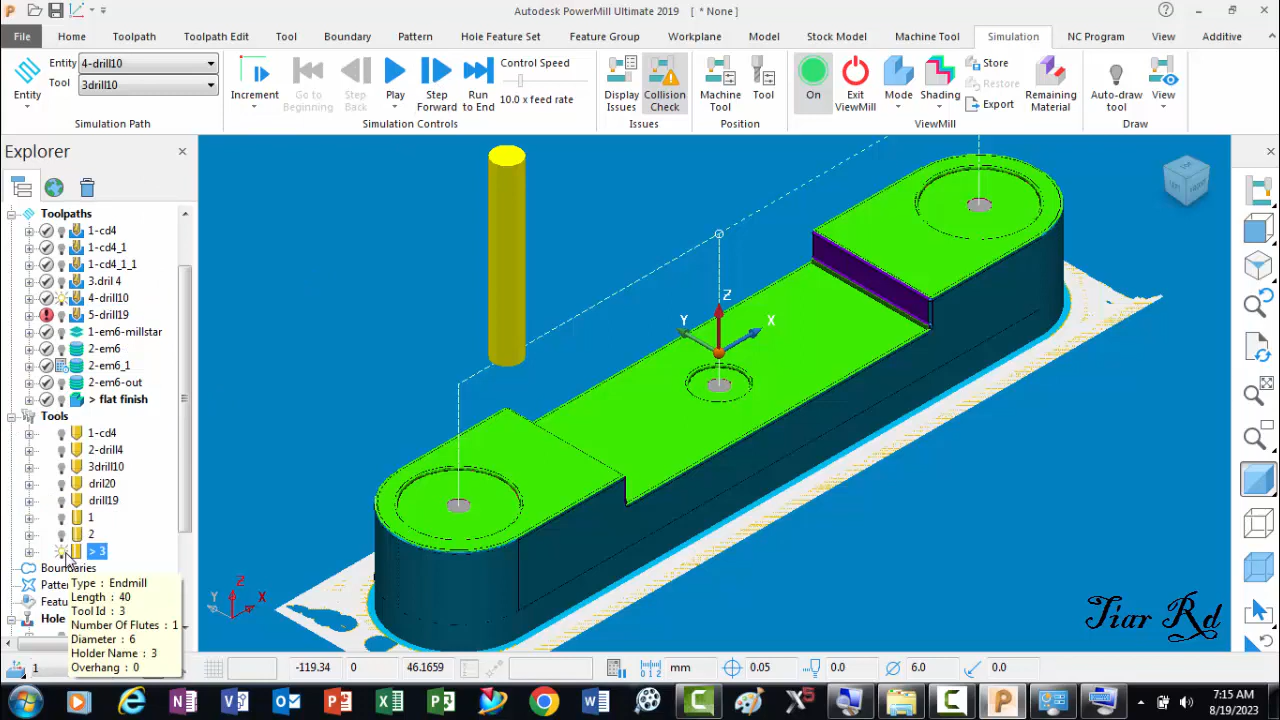 Autodesk PowerMill Ultimate 2019 [ * None ]
File Home Toolpath Toolpath Edit Tool Boundary Pattern Hole Feature Set Feature Group Workplane Model Stock Model Machine Tool Simulation NC Program View Additive
Entity 4-drill10
Tool 3drill10
Entity
Simulation Path
Increment
Go to Beginning
Step Back
Play
Step Forward
Run to End
Control Speed
10.0 x feed rate
Simulation Controls
Display Issues
Collision Check
Issues
Machine Tool
Tool
Position
On
Exit ViewMill
Mode
Shading
Store
Restore
Export
Remaining Material
ViewMill
Auto-draw tool
View
Draw
Explorer
Toolpaths
1-cd4
1-cd4_1
1-cd4_1_1
3.dril 4
4-drill10
5-drill19
1-em6-millstar
2-em6
2-em6_1
2-em6-out
> flat finish
Tools
1-cd4
2-drill4
3drill10
dril20
drill19
1
2
> 3
Boundaries
Patte
Featu
Hole
Type : Endmill
Length : 40
Tool Id : 3
Number Of Flutes : 1
Diameter : 6
Holder Name : 3
Overhang : 0
Z
Y
X
Z
Y
X
Tiar Rd
1
-119.34 0 46.1659 mm 0.05 0.0 6.0 0.0
7:15 AM
8/19/2023